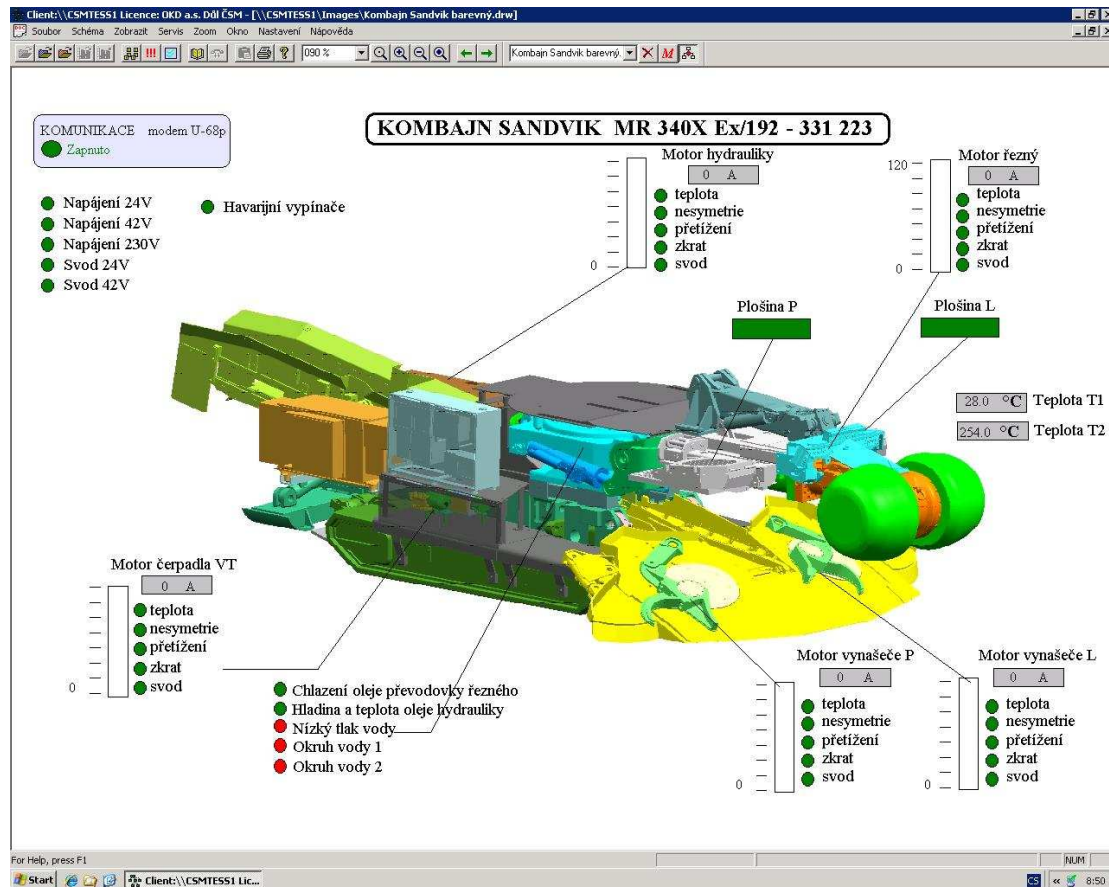 Client:\\CSMTESS1 Licence: OKD a.s. Důl ČSM - [\\CSMTESS1\Images\Kombajn Sandvik barevný.drw]
Soubor Schéma Zobrazit Servis Zoom Okno Nastavení Nápověda
090 % Kombajn Sandvik barevný. M
KOMUNIKACE modem U-68p
Zapnuto
KOMBAJN SANDVIK MR 340X Ex/192 - 331 223
Napájení 24V
Napájení 42V
Napájení 230V
Svod 24V
Svod 42V
Havarijní vypínače
Motor hydrauliky
0 A
teplota
nesymetrie
přetížení
zkrat
svod
0
Motor řezný
120
0 A
teplota
nesymetrie
přetížení
zkrat
svod
0
Plošina P
Plošina L
28.0 °C Teplota T1
254.0 °C Teplota T2
Motor čerpadla VT
0 A
teplota
nesymetrie
přetížení
zkrat
svod
0
Chlazení oleje převodovky řezného
Hladina a teplota oleje hydrauliky
Nízký tlak vody
Okruh vody 1
Okruh vody 2
Motor vynašeče P
0 A
teplota
nesymetrie
přetížení
zkrat
svod
0
Motor vynašeče L
0 A
teplota
nesymetrie
přetížení
zkrat
svod
0
For Help, press F1
NUM
Start Client:\\CSMTESS1 Lic... CS « 8:50